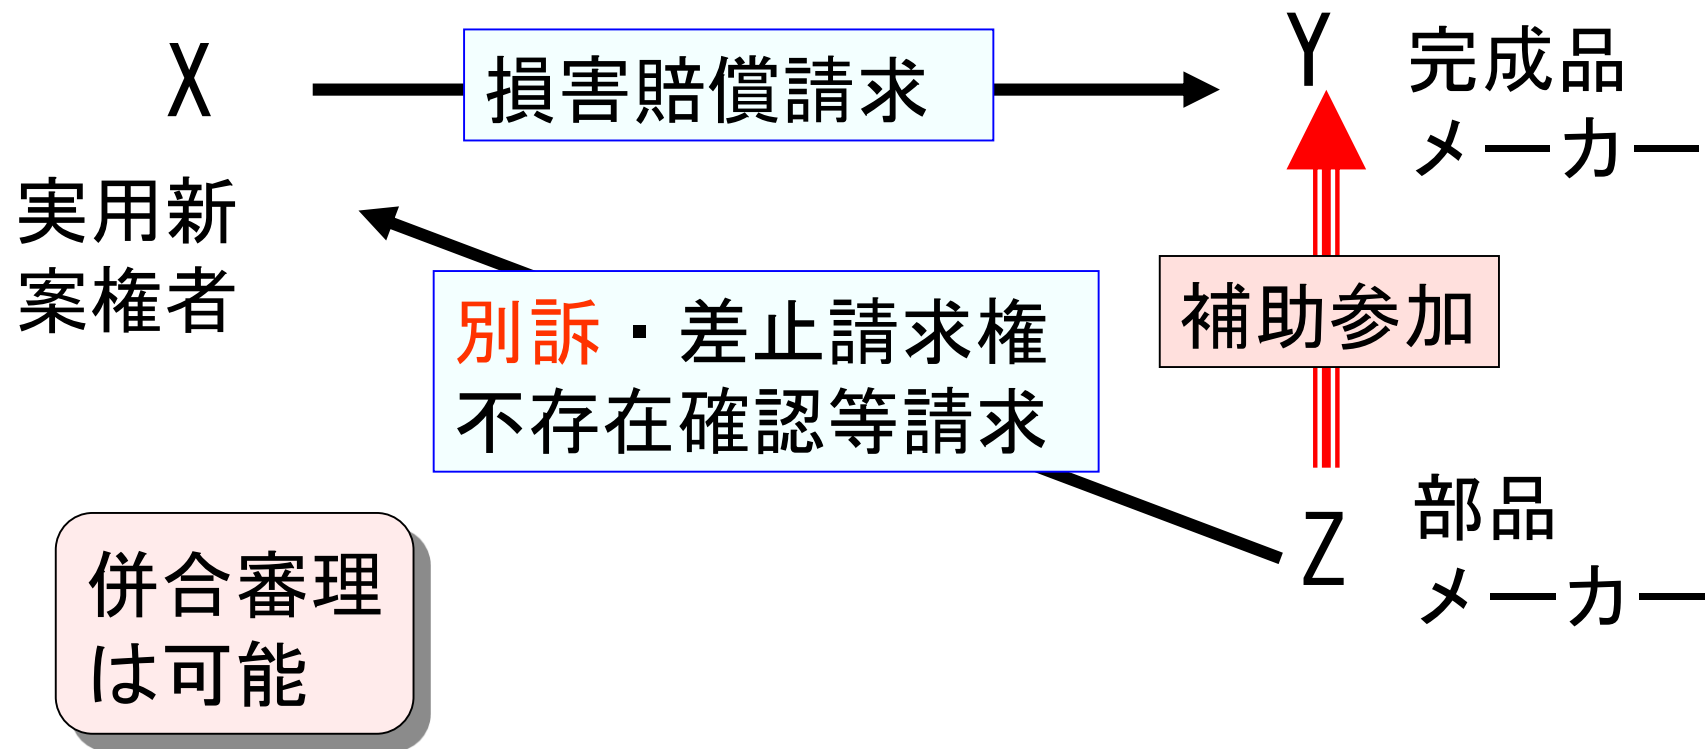 X
実用新
案権者
損害賠償請求
Y
完成品
メーカー
別訴・差止請求権
不存在確認等請求
補助参加
Z
部品
メーカー
併合審理
は可能